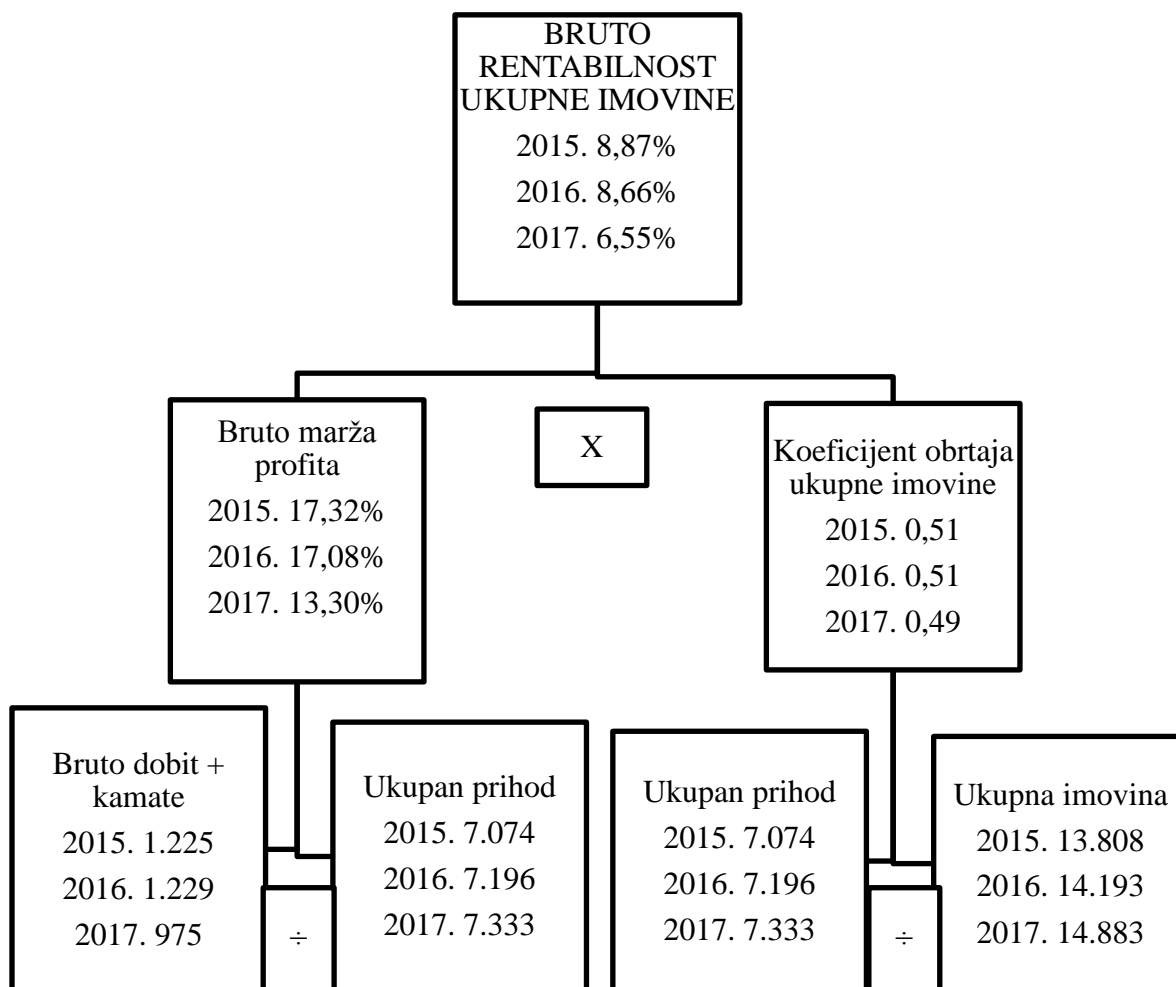 BRUTO
RENTABILNOST
UKUPNE IMOVINE
2015. 8,87%
2016. 8,66%
2017. 6,55%
Bruto marža
profita
2015. 17,32%
2016. 17,08%
2017. 13,30%
X
Koeficijent obrtaja
ukupne imovine
2015. 0,51
2016. 0,51
2017. 0,49
Bruto dobit +
kamate
2015. 1.225
2016. 1.229
2017. 975
÷
Ukupan prihod
2015. 7.074
2016. 7.196
2017. 7.333
Ukupan prihod
2015. 7.074
2016. 7.196
2017. 7.333
÷
Ukupna imovina
2015. 13.808
2016. 14.193
2017. 14.883